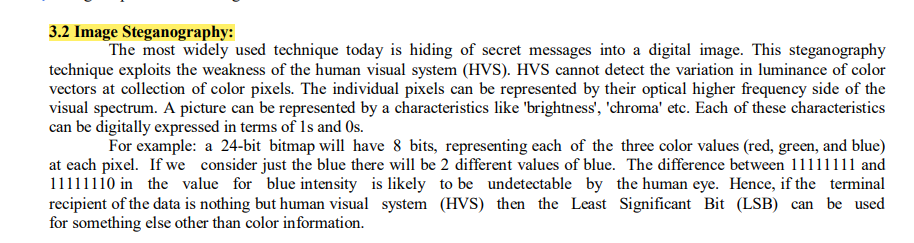 3.2 Image Steganography:
The most widely used technique today is hiding of secret messages into a digital image. This steganography
technique exploits the weakness of the human visual system (HVS). HVS cannot detect the variation in luminance of color
vectors at collection of color pixels. The individual pixels can be represented by their optical higher frequency side of the
visual spectrum. A picture can be represented by a characteristics like 'brightness', 'chroma' etc. Each of these characteristics
can be digitally expressed in terms of 1s and 0s.
For example: a 24-bit bitmap will have 8 bits, representing each of the three color values (red, green, and blue)
at each pixel. If we consider just the blue there will be 2 different values of blue. The difference between 11111111 and
11111110 in the value for blue intensity is likely to be undetectable by the human eye. Hence, if the terminal
recipient of the data is nothing but human visual system (HVS) then the Least Significant Bit (LSB) can be used
for something else other than color information.